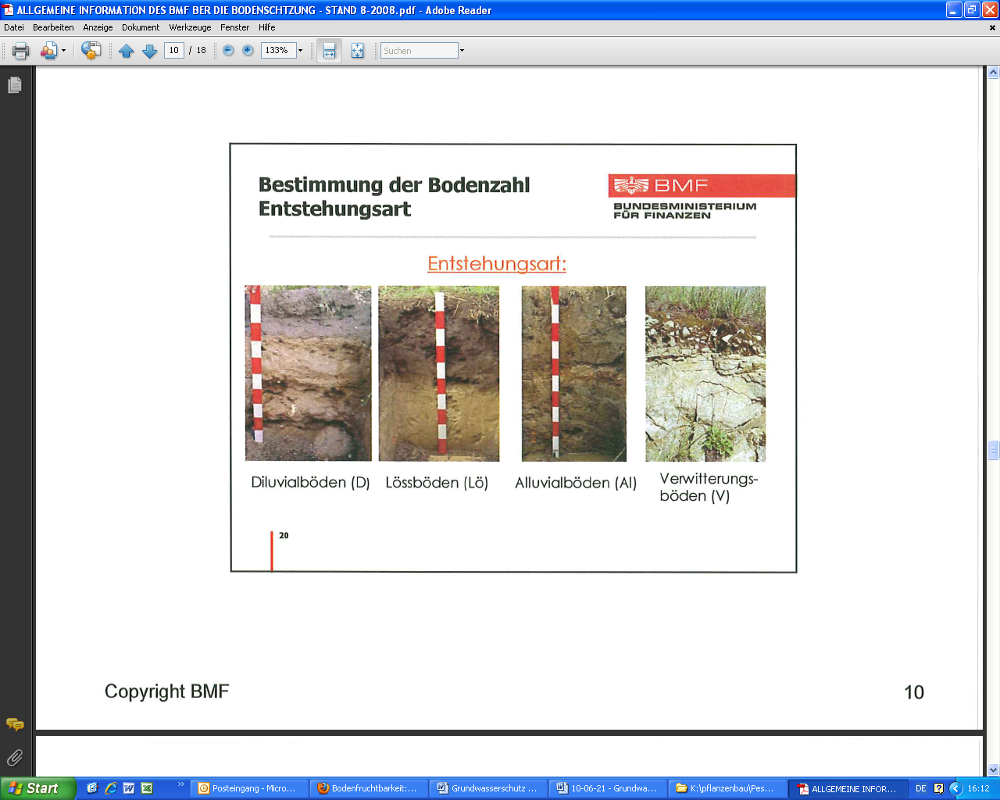 ALLGEMEINE INFORMATION DES BMF BER DIE BODENSCHTZUNG - STAND 8-2008.pdf - Adobe Reader
Datei Bearbeiten Anzeige Dokument Werkzeuge Fenster Hilfe
10 / 18 133% Suchen
Bestimmung der Bodenzahl
Entstehungsart
BMF
BUNDESMINISTERIUM
FÜR FINANZEN
Entstehungsart:
Diluvialböden (D)
Lössböden (Lö)
Alluvialböden (Al)
Verwitterungs-
böden (V)
20
Copyright BMF
10
Start
Posteingang - Micro...
Bodenfruchtbarkeit:...
Grundwasserschutz ...
10-06-21 - Grundwa...
K:\pflanzenbau\Pes...
ALLGEMEINE INFOR...
DE
16:12